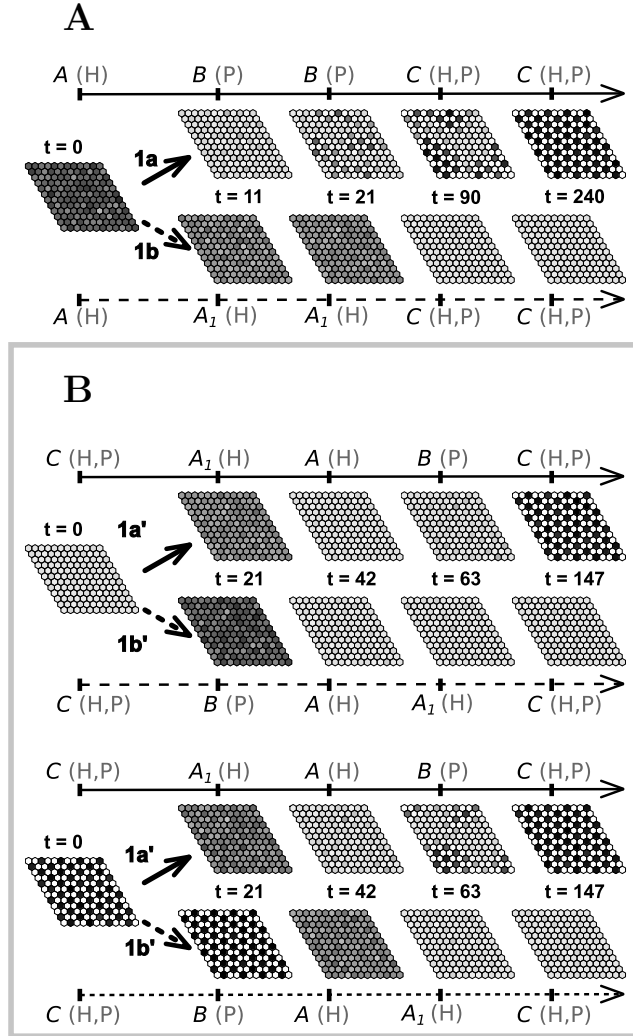 A
A (H) B (P) B (P) C (H,P) C (H,P)
t = 0
1a
t = 11 t = 21 t = 90 t = 240
1b
A (H) A1 (H) A1 (H) C (H,P) C (H,P)
B
C (H,P) A1 (H) A (H) B (P) C (H,P)
t = 0
1a'
t = 21 t = 42 t = 63 t = 147
1b'
C (H,P) B (P) A (H) A1 (H) C (H,P)
C (H,P) A1 (H) A (H) B (P) C (H,P)
t = 0
1a'
t = 21 t = 42 t = 63 t = 147
1b'
C (H,P) B (P) A (H) A1 (H) C (H,P)